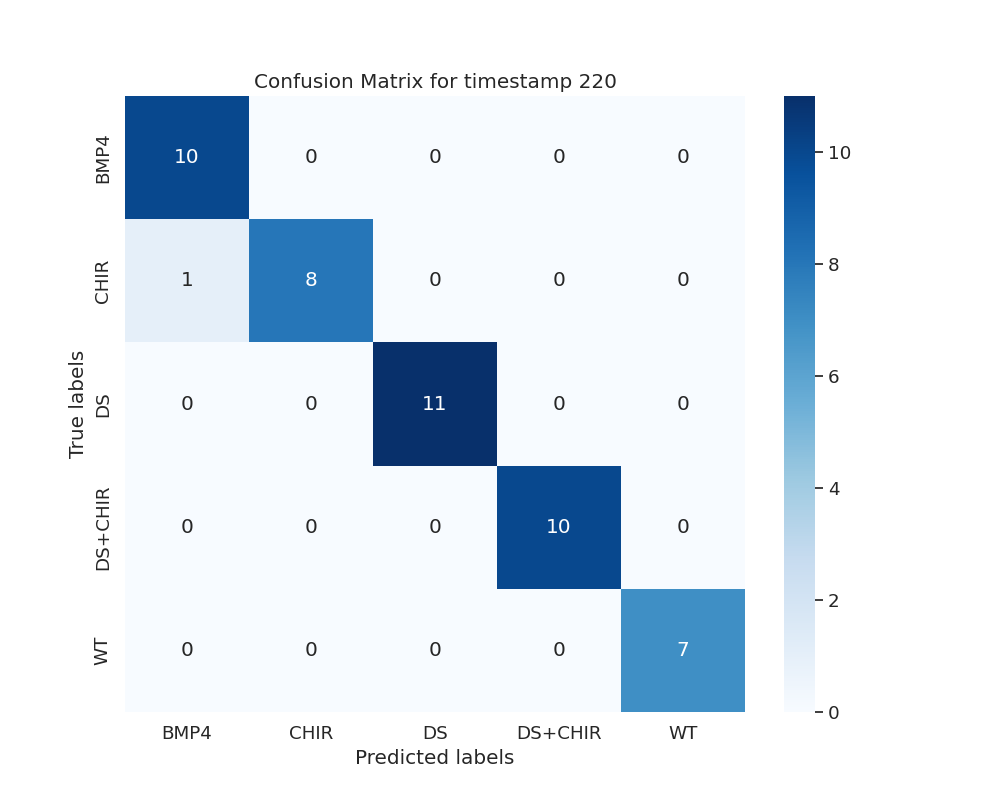 Confusion Matrix for timestamp 220
True labels
BMP4 10 0 0 0 0
CHIR 1 8 0 0 0
DS 0 0 11 0 0
DS+CHIR 0 0 0 10 0
WT 0 0 0 0 7
BMP4 CHIR DS DS+CHIR WT
Predicted labels
10
8
6
4
2
0